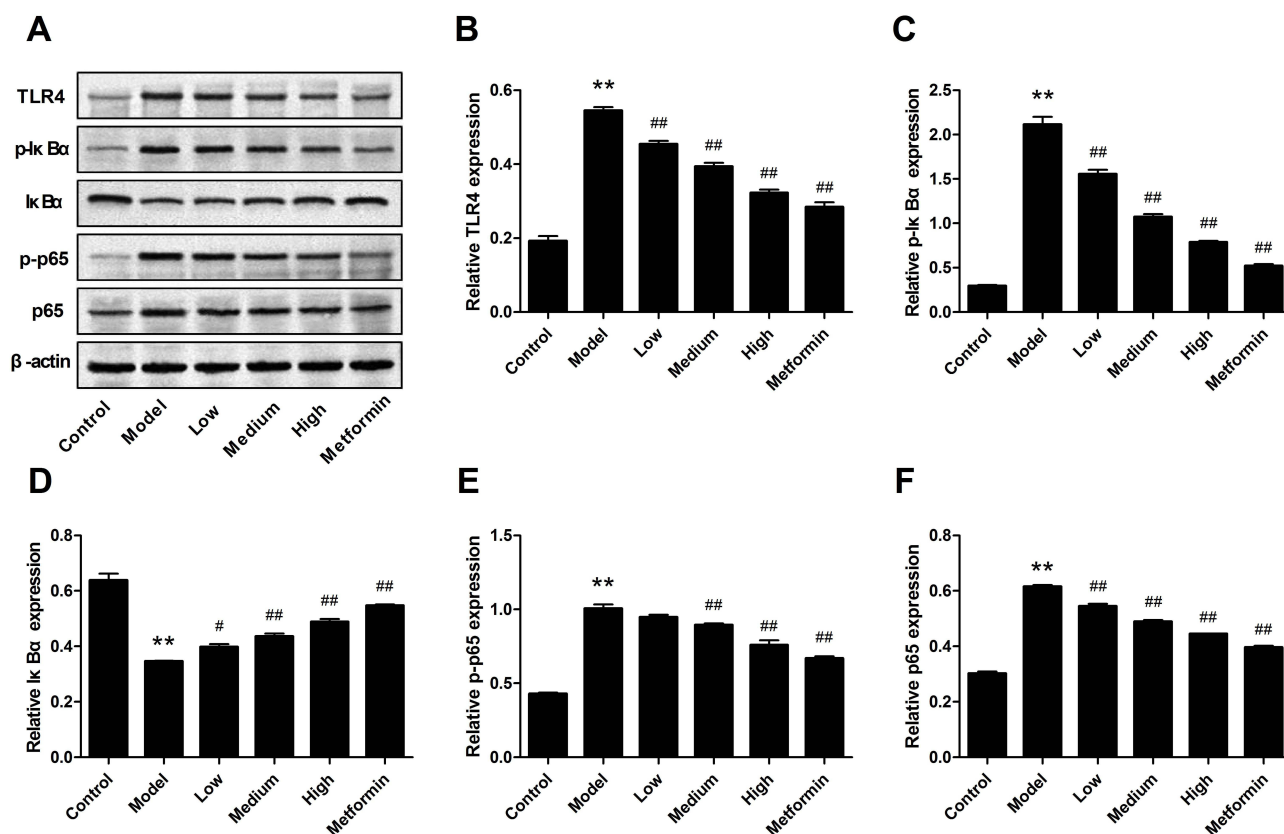 A
TLR4
p-Iκ Bα
Iκ Bα
p-p65
p65
β -actin
Control
Model
Low
Medium
High
Metformin
B
Relative TLR4 expression
0.6
0.4
0.2
0.0
**
##
##
##
##
Control
Model
Low
Medium
High
Metformin
C
Relative p-Iκ Bα expression
2.5
2.0
1.5
1.0
0.5
0.0
**
##
##
##
##
Control
Model
Low
Medium
High
Metformin
D
Relative Iκ Bα expression
0.8
0.6
0.4
0.2
0.0
**
#
##
##
##
Control
Model
Low
Medium
High
Metformin
E
Relative p-p65 expression
1.5
1.0
0.5
0.0
**
##
##
##
Control
Model
Low
Medium
High
Metformin
F
Relative p65 expression
0.8
0.6
0.4
0.2
0.0
**
##
##
##
##
Control
Model
Low
Medium
High
Metformin